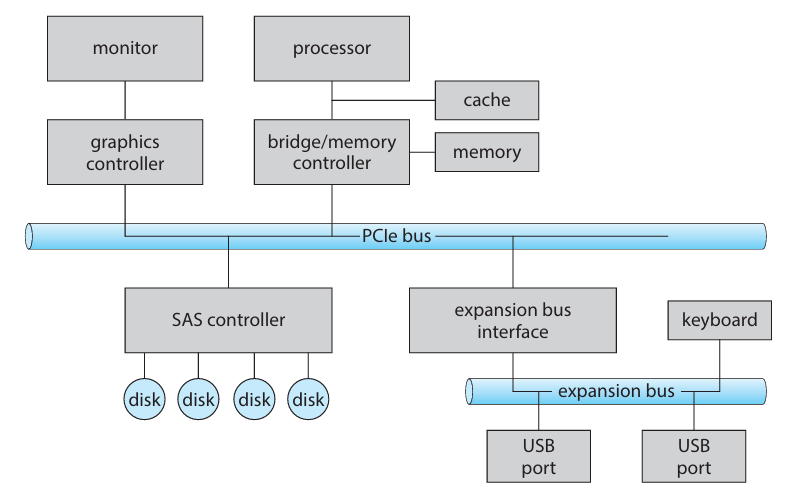 monitor
processor
cache
graphics
controller
bridge/memory
controller
memory
PCIe bus
SAS controller
expansion bus
interface
keyboard
disk
disk
disk
disk
expansion bus
USB
port
USB
port